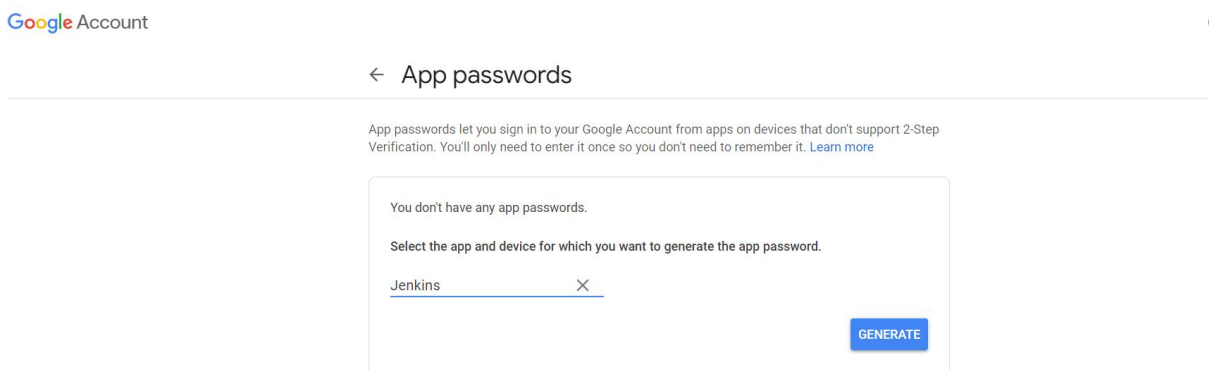 Google Account
← App passwords
App passwords let you sign in to your Google Account from apps on devices that don't support 2-Step
Verification. You'll only need to enter it once so you don't need to remember it. Learn more
You don't have any app passwords.
Select the app and device for which you want to generate the app password.
Jenkins
GENERATE